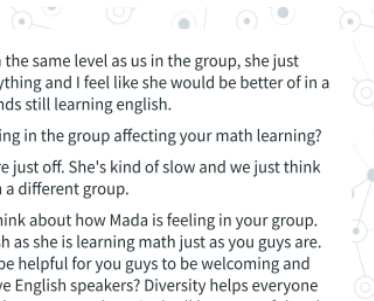 the same level as us in the group, she just
ything and I feel like she would be better of in a
nds still learning english.
ing in the group affecting your math learning?
re just off. She's kind of slow and we just think
a different group.
hink about how Mada is feeling in your group.
sh as she is learning math just as you guys are.
be helpful for you guys to be welcoming and
ve English speakers? Diversity helps everyone